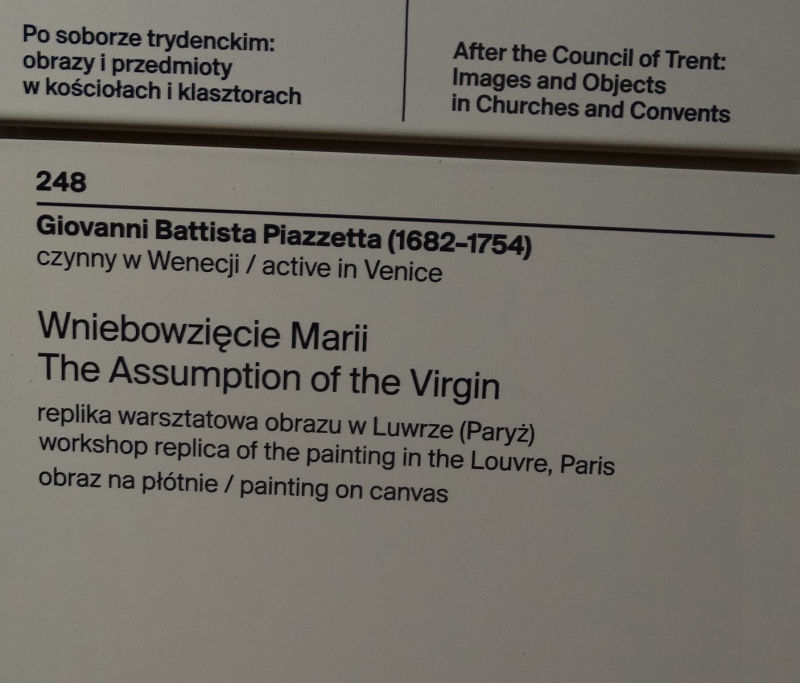 Po soborze trydenckim:
obrazy i przedmioty
w kościołach i klasztorach
After the Council of Trent:
Images and Objects
in Churches and Convents
248
Giovanni Battista Piazzetta (1682–1754)
czynny w Wenecji / active in Venice
Wniebowzięcie Marii
The Assumption of the Virgin
replika warsztatowa obrazu w Luwrze (Paryż)
workshop replica of the painting in the Louvre, Paris
obraz na płótnie / painting on canvas